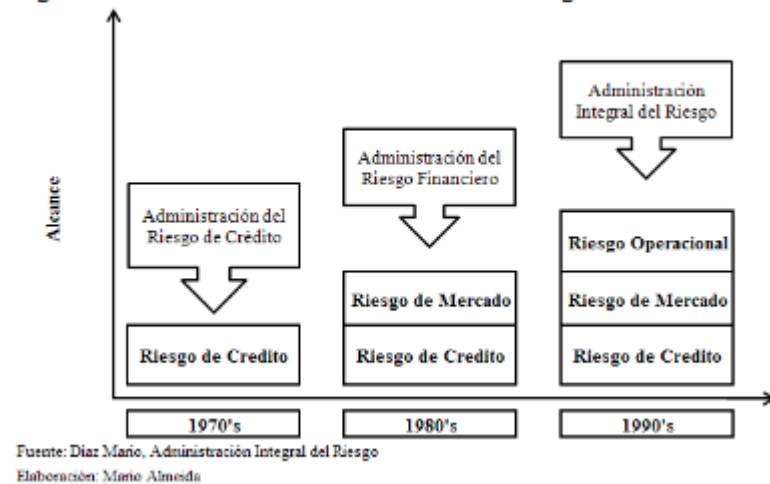 Administración
Integral del Riesgo
Administración del
Riesgo Financiero
Administración del
Riesgo de Crédito
Alcance
Riesgo Operacional
Riesgo de Mercado
Riesgo de Mercado
Riesgo de Credito
Riesgo de Credito
Riesgo de Credito
1970's
1980's
1990's
Fuente: Diaz Mario, Administración Integral del Riesgo
Elaboración: Mario Almeida